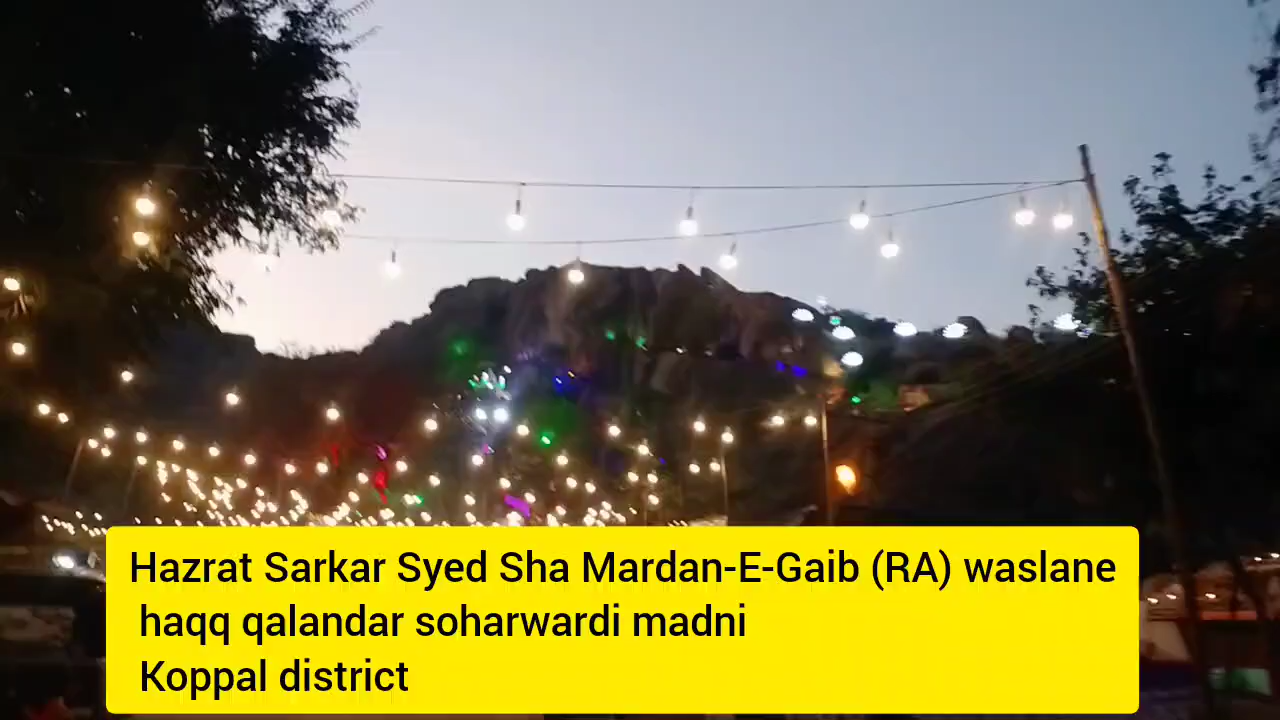 Hazrat Sarkar Syed Sha Mardan-E-Gaib (RA) waslane
haqq qalandar soharwardi madni
Koppal district